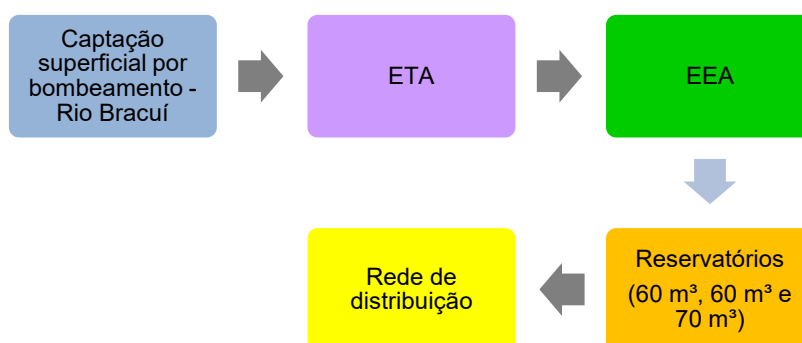 Captação
superficial por
bombeamento -
Rio Bracuí
ETA
EEA
Reservatórios
(60 m³, 60 m³ e
70 m³)
Rede de
distribuição